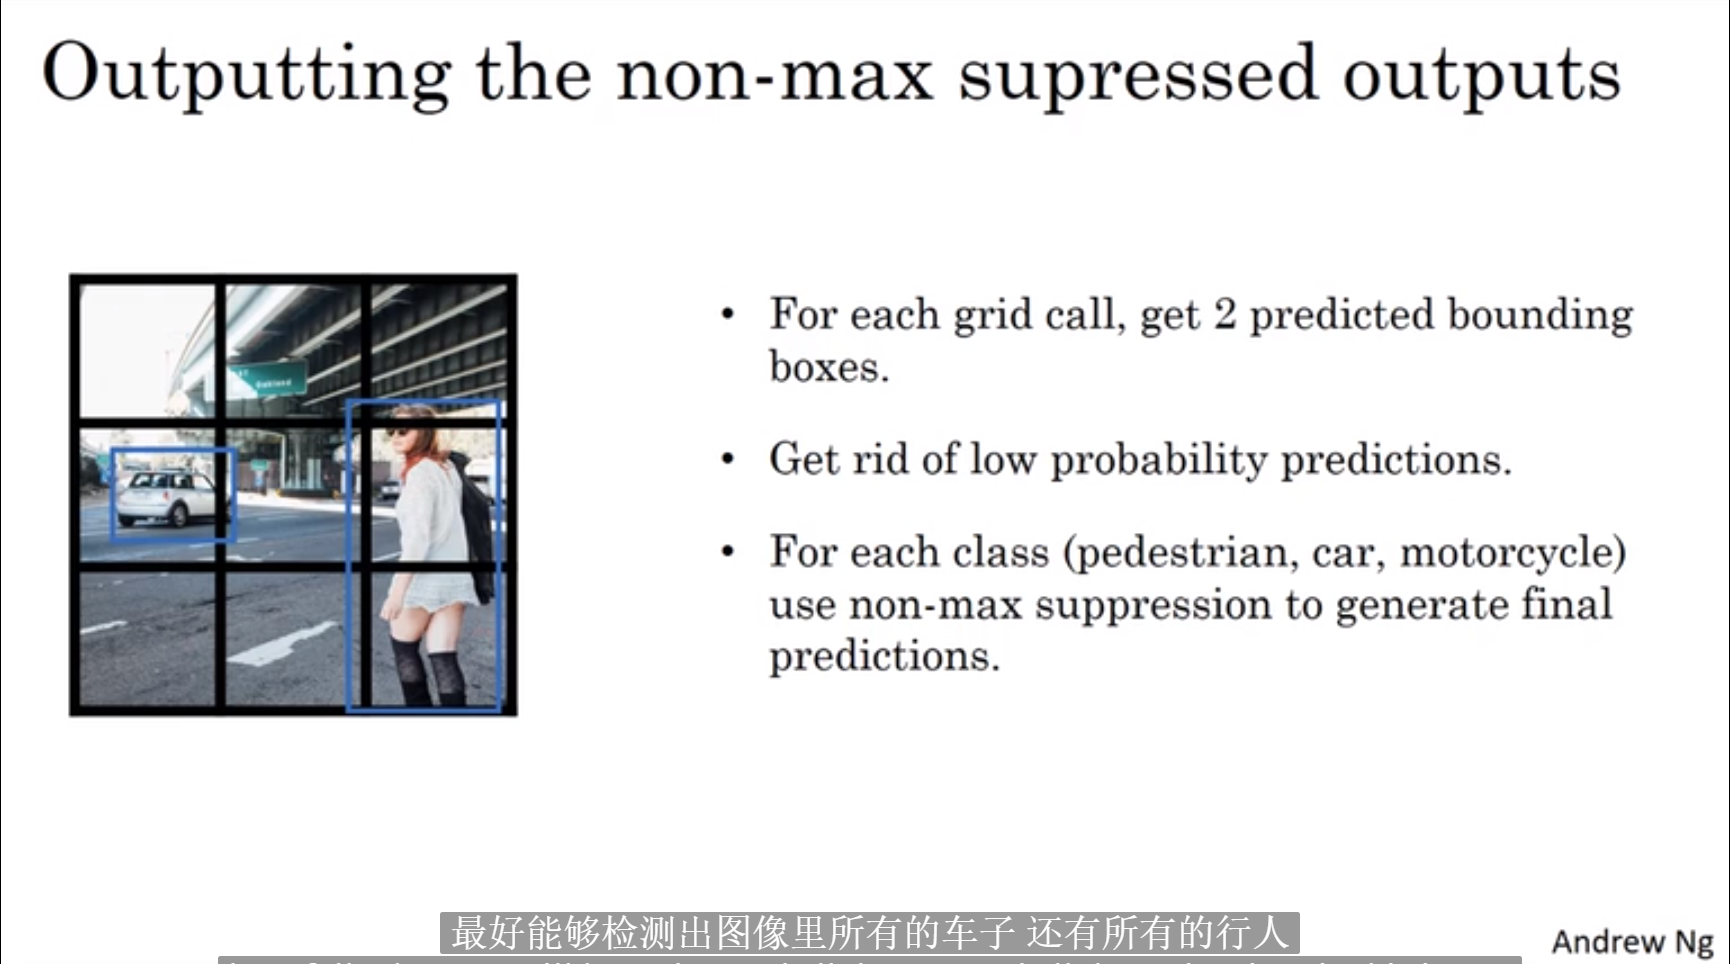 Outputting the non-max supressed outputs
Oakland
• For each grid call, get 2 predicted bounding
boxes.
• Get rid of low probability predictions.
• For each class (pedestrian, car, motorcycle)
use non-max suppression to generate final
predictions.
最好能够检测出图像里所有的车子 还有所有的行人
Andrew Ng